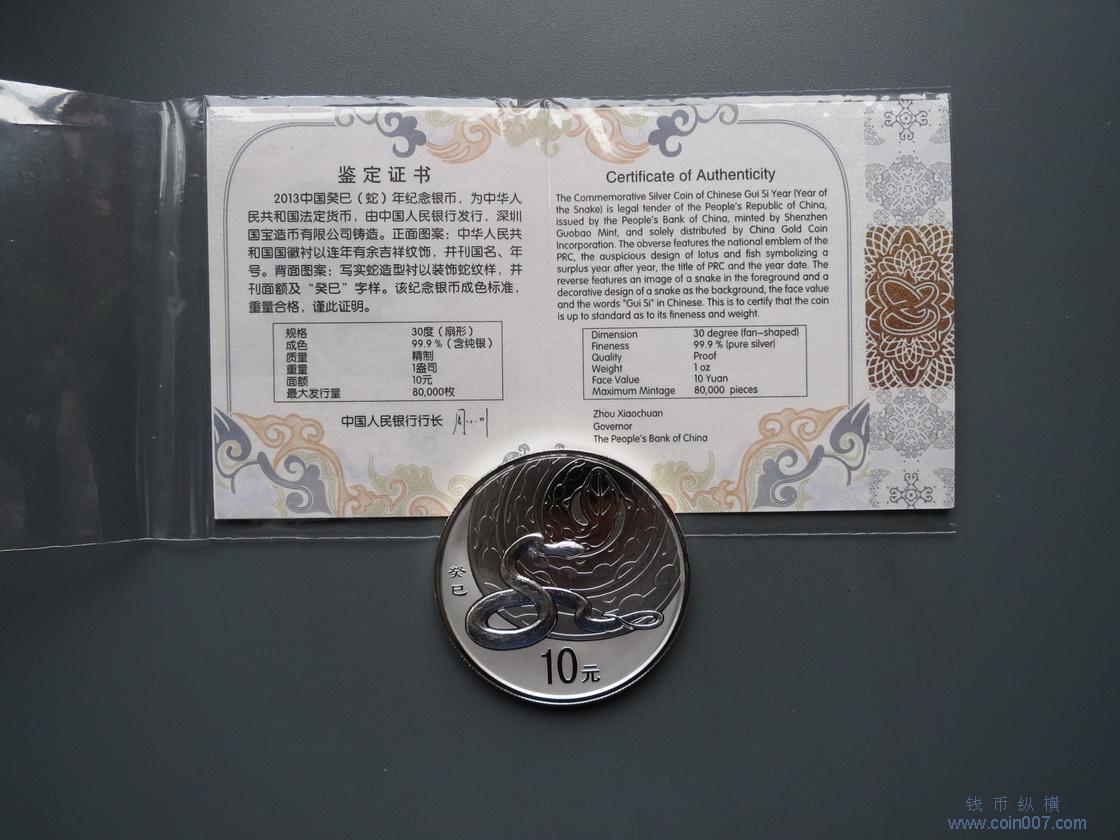 鉴定证书
2013中国癸巳（蛇）年纪念银币，为中华人
民共和国法定货币，由中国人民银行发行，深圳
国宝造币有限公司铸造。正面图案：中华人民共
和国国徽衬以连年有余吉祥纹饰，并刊国名、年
号。背面图案：写实蛇造型衬以装饰蛇纹样，并
刊面额及“癸巳”字样。该纪念银币成色标准，
重量合格，谨此证明。
规格 30度（扇形）
成色 99.9％（含纯银）
质量 精制
重量 1盎司
面额 10元
最大发行量 80,000枚
中国人民银行行长
Certificate of Authenticity
The Commemorative Silver Coin of Chinese Gui Si Year (Year of
the Snake) is legal tender of the People's Republic of China,
issued by the People's Bank of China, minted by Shenzhen
Guobao Mint, and solely distributed by China Gold Coin
Incorporation. The obverse features the national emblem of the
PRC, the auspicious design of lotus and fish symbolizing a
surplus year after year, the title of PRC and the year date. The
reverse features an image of a snake in the foreground and a
decorative design of a snake as the background, the face value
and the words "Gui Si" in Chinese. This is to certify that the coin
is up to standard as to its fineness and weight.
Dimension 30 degree (fan-shaped)
Fineness 99.9 % (pure silver)
Quality Proof
Weight 1 oz
Face Value 10 Yuan
Maximum Mintage 80,000 pieces
Zhou Xiaochuan
Governor
The People's Bank of China
癸巳
10元
钱币纵横
www.coin007.com